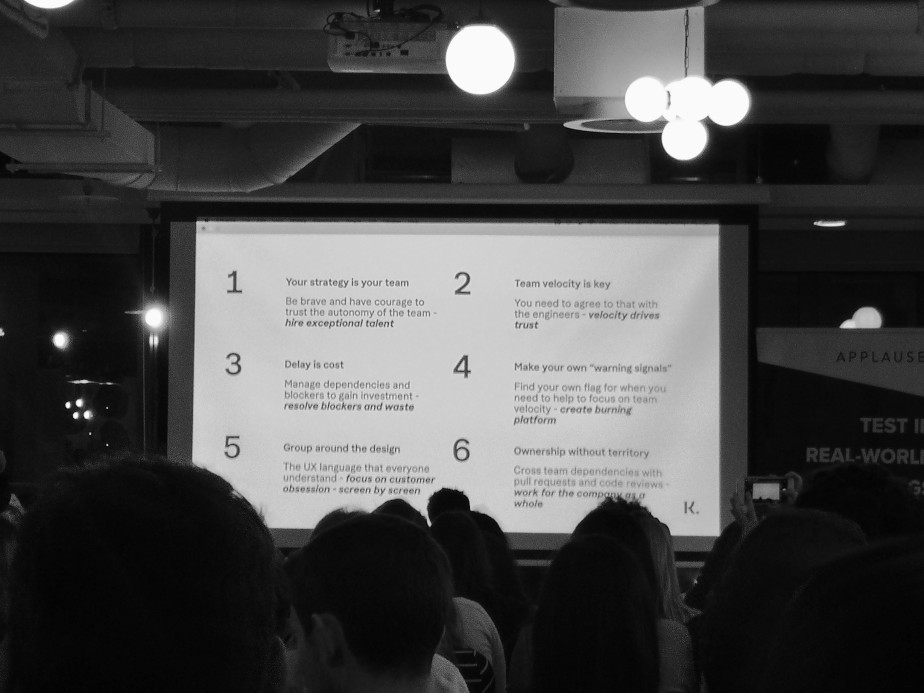 1
Your strategy is your team
Be brave and have courage to
trust the autonomy of the team -
hire exceptional talent
2
Team velocity is key
You need to agree to that with
the engineers - velocity drives
trust
3
Delay is cost
Manage dependencies and
blockers to gain investment -
resolve blockers and waste
4
Make your own "warning signals"
Find your own flag for when you
need to help to focus on team
velocity - create burning
platform
5
Group around the design
The UX language that everyone
understand - focus on customer
obsession - screen by screen
6
Ownership without territory
Cross team dependencies with
pull requests and code reviews -
work for the company as a
whole
K.
APPLAUSE
TEST
REAL-WORL